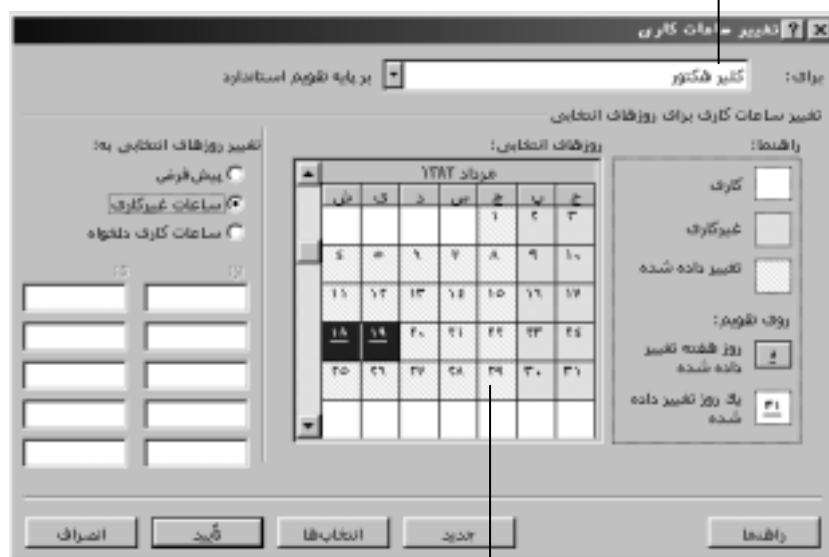 تغییر ساعات کاری
برای: کلیر هکتور بر پایه تقویم استاندارد
تغییر ساعات کاری برای روزهای انتخابی
راهنما:
کاری
غیرکاری
تغییر داده شده
روی تقویم:
روز هفته تغییر
داده شده
۳۱ یک روز تغییر داده
شده
روزهای انتخابی:
مرداد ۱۳۸۲
ش ی د س چ پ ج
۱ ۲ ۳
۴ ۵ ۶ ۷ ۸ ۹ ۱۰
۱۱ ۱۲ ۱۳ ۱۴ ۱۵ ۱۶ ۱۷
۱۸ ۱۹ ۲۰ ۲۱ ۲۲ ۲۳ ۲۴
۲۵ ۲۶ ۲۷ ۲۸ ۲۹ ۳۰ ۳۱
تغییر روزهای انتخابی به:
پیش‌فرض
ساعات غیرکاری
ساعات کاری دلخواه
راهنما جدید انتخاب‌ها تأیید انصراف